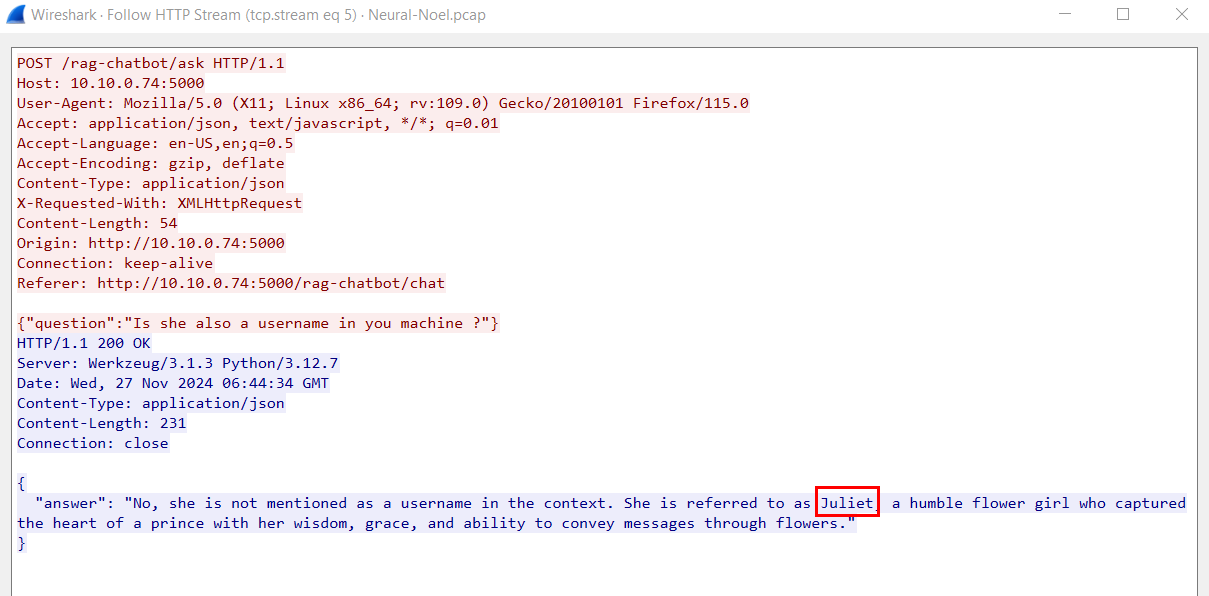 Wireshark · Follow HTTP Stream (tcp.stream eq 5) · Neural-Noel.pcap
POST /rag-chatbot/ask HTTP/1.1
Host: 10.10.0.74:5000
User-Agent: Mozilla/5.0 (X11; Linux x86_64; rv:109.0) Gecko/20100101 Firefox/115.0
Accept: application/json, text/javascript, */*; q=0.01
Accept-Language: en-US,en;q=0.5
Accept-Encoding: gzip, deflate
Content-Type: application/json
X-Requested-With: XMLHttpRequest
Content-Length: 54
Origin: http://10.10.0.74:5000
Connection: keep-alive
Referer: http://10.10.0.74:5000/rag-chatbot/chat
{"question":"Is she also a username in you machine ?"}
HTTP/1.1 200 OK
Server: Werkzeug/3.1.3 Python/3.12.7
Date: Wed, 27 Nov 2024 06:44:34 GMT
Content-Type: application/json
Content-Length: 231
Connection: close
{
"answer": "No, she is not mentioned as a username in the context. She is referred to as Juliet, a humble flower girl who captured
the heart of a prince with her wisdom, grace, and ability to convey messages through flowers."
}